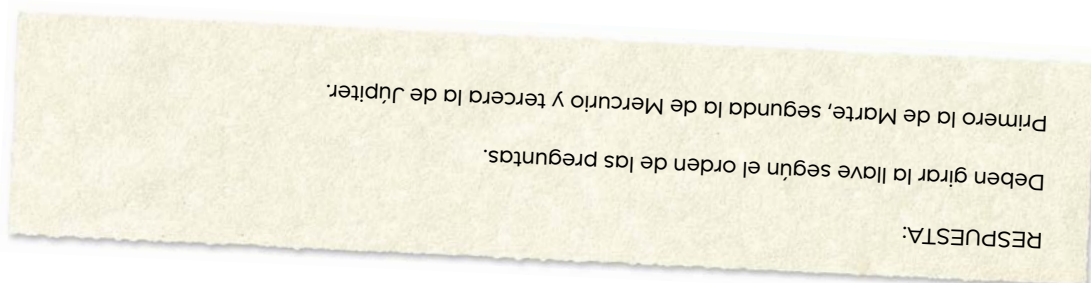 RESPUESTA:
Deben girar la llave según el orden de las preguntas.
Primero la de Marte, segunda la de Mercurio y tercera la de Júpiter.